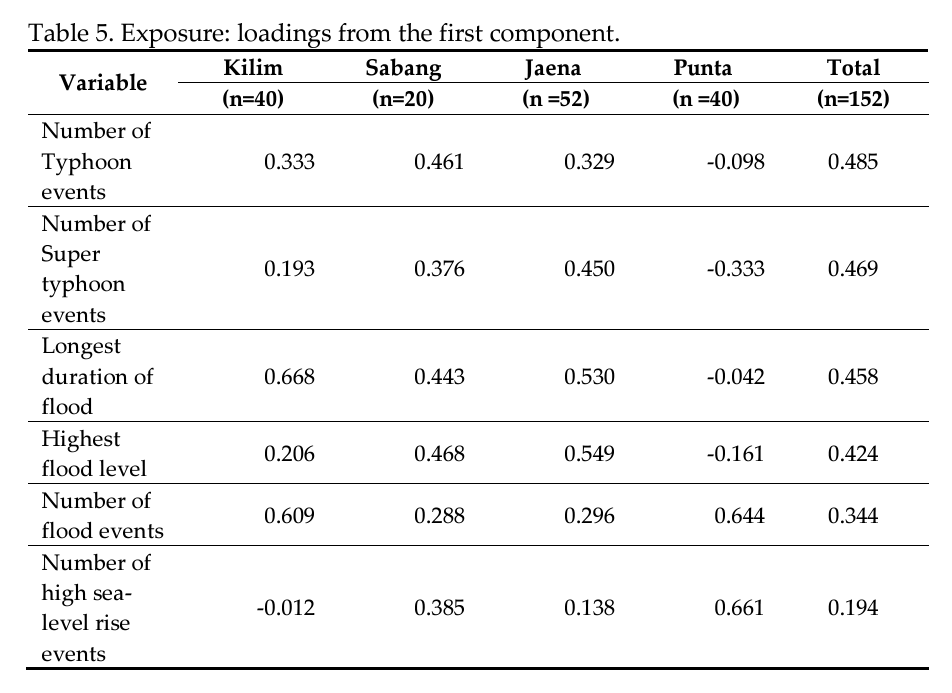 Table 5. Exposure: loadings from the first component.
Variable Kilim Sabang Jaena Punta Total
(n=40) (n=20) (n =52) (n =40) (n=152)
Number of
Typhoon 0.333 0.461 0.329 -0.098 0.485
events
Number of
Super
typhoon 0.193 0.376 0.450 -0.333 0.469
events
Longest
duration of 0.668 0.443 0.530 -0.042 0.458
flood
Highest
flood level 0.206 0.468 0.549 -0.161 0.424
Number of
flood events 0.609 0.288 0.296 0.644 0.344
Number of
high sea-
level rise -0.012 0.385 0.138 0.661 0.194
events